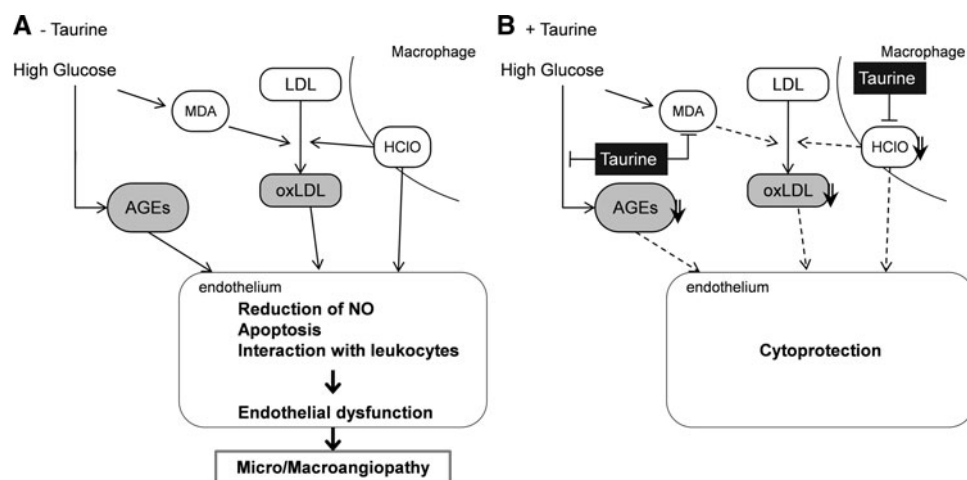 A - Taurine
High Glucose
MDA
LDL
Macrophage
HClO
oxLDL
AGEs
endothelium
Reduction of NO
Apoptosis
Interaction with leukocytes
Endothelial dysfunction
Micro/Macroangiopathy
B + Taurine
High Glucose
MDA
LDL
Macrophage
Taurine
HClO
Taurine
oxLDL
AGEs
endothelium
Cytoprotection